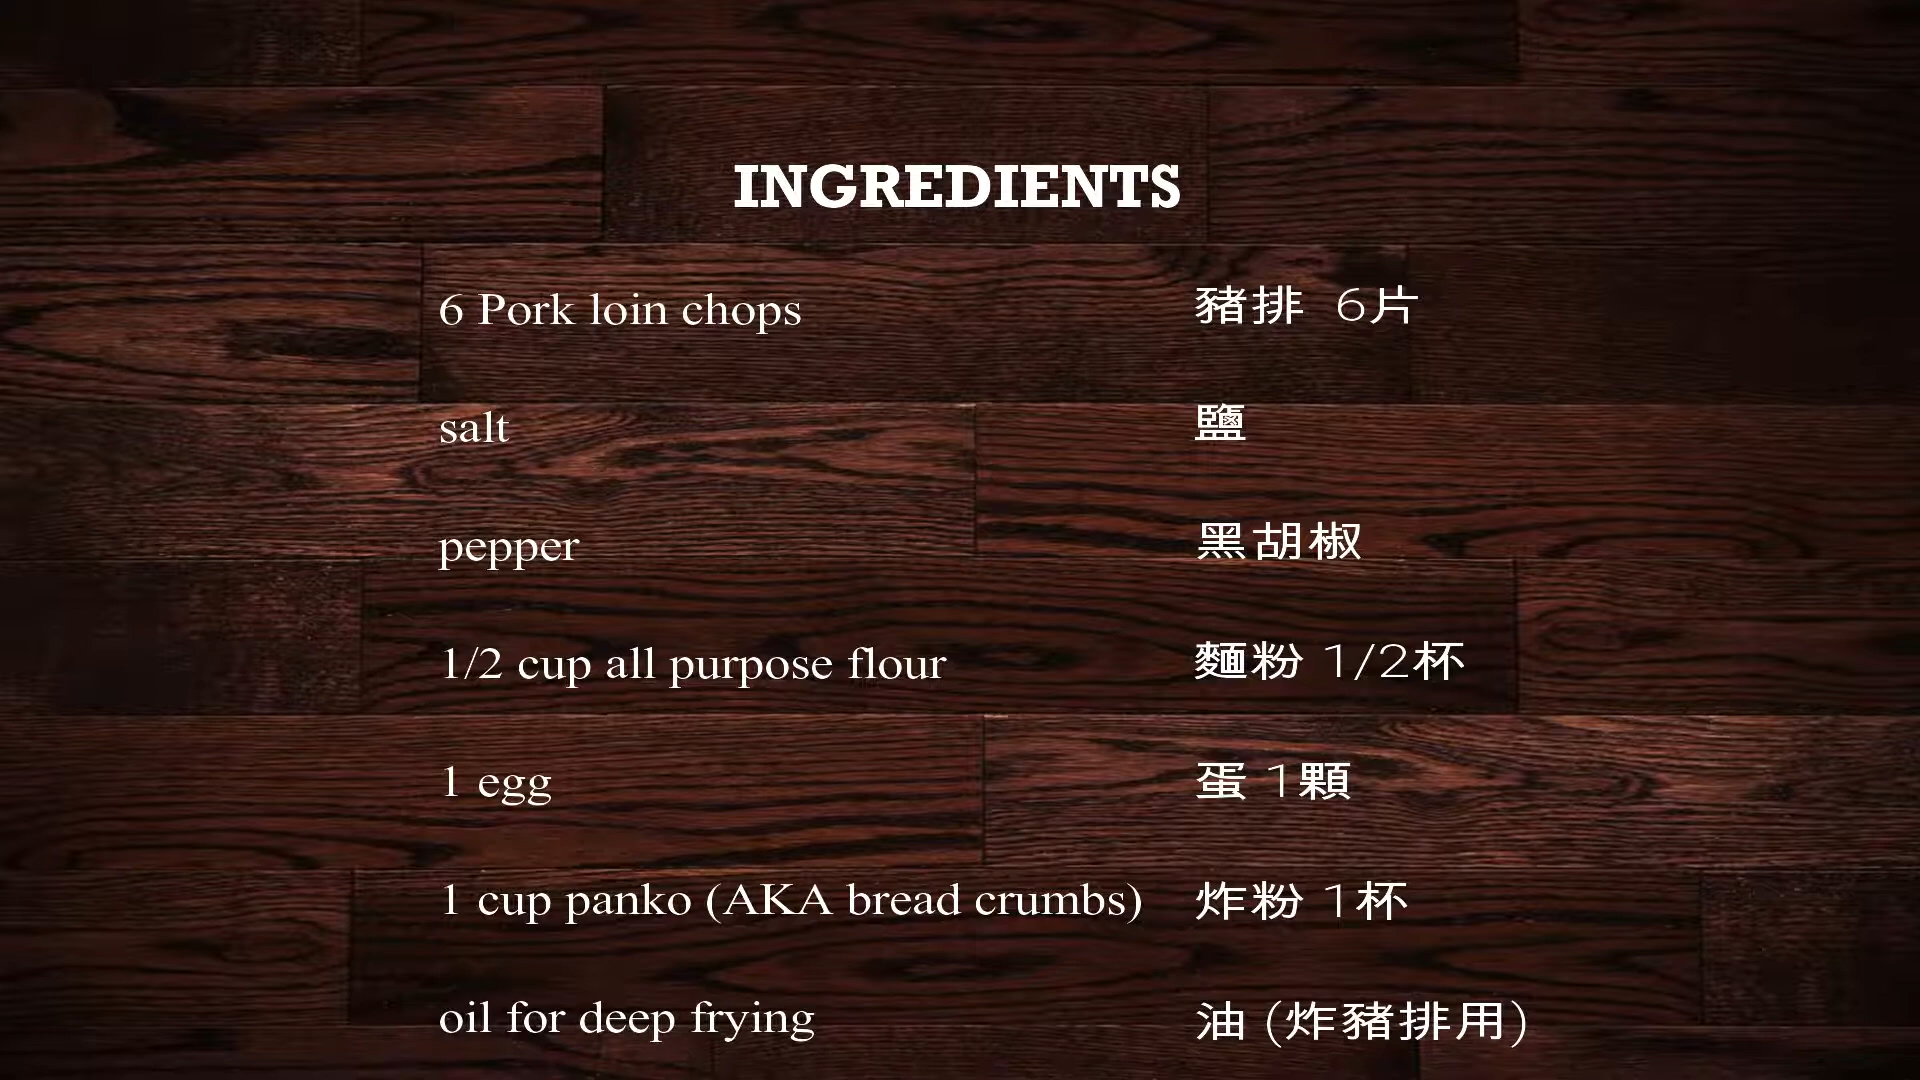 INGREDIENTS
6 Pork loin chops 豬排 6片
salt 鹽
pepper 黑胡椒
1/2 cup all purpose flour 麵粉 1/2杯
1 egg 蛋 1顆
1 cup panko (AKA bread crumbs) 炸粉 1杯
oil for deep frying 油 (炸豬排用)